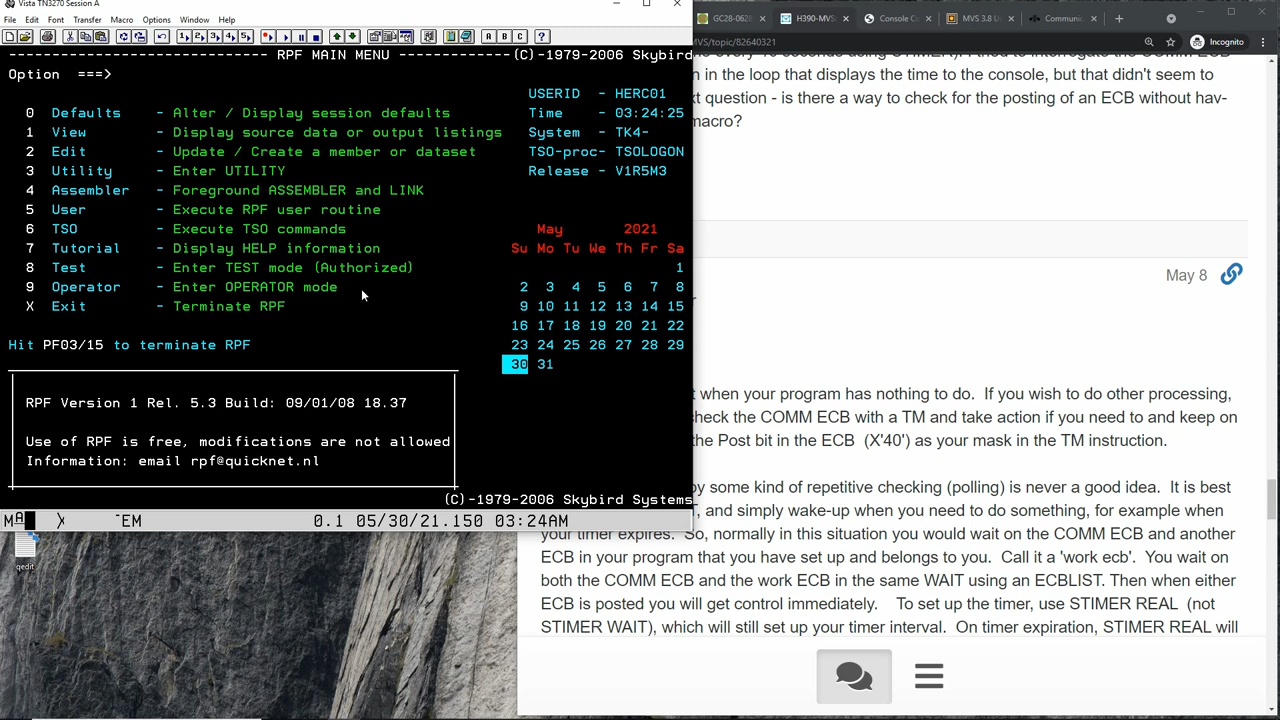 Vista TN3270 Session A
File Edit Font Transfer Macro Options Window Help
A B C ?
-------------------------------- RPF MAIN MENU -------------(C)-1979-2006 Skybird
Option ===>
USERID - HERC01
0 Defaults - Alter / Display session defaults Time - 03:24:25
1 View - Display source data or output listings System - TK4-
2 Edit - Update / Create a member or dataset TSO-proc- TSOLOGON
3 Utility - Enter UTILITY Release - V1R5M3
4 Assembler - Foreground ASSEMBLER and LINK
5 User - Execute RPF user routine
6 TSO - Execute TSO commands May 2021
7 Tutorial - Display HELP information Su Mo Tu We Th Fr Sa
8 Test - Enter TEST mode (Authorized) 1
9 Operator - Enter OPERATOR mode 2 3 4 5 6 7 8
X Exit - Terminate RPF 9 10 11 12 13 14 15
16 17 18 19 20 21 22
Hit PF03/15 to terminate RPF 23 24 25 26 27 28 29
30 31
RPF Version 1 Rel. 5.3 Build: 09/01/08 18.37
Use of RPF is free, modifications are not allowed
Information: email rpf@quicknet.nl
(C)-1979-2006 Skybird Systems
0.1 05/30/21.150 03:24AM
qedit
GC28-062 H390-MVS Console Co MVS 3.8 D Communic
MVS/topic/82640321 Incognito
n in the loop that displays the time to the console, but that didn't seem to
xt question - is there a way to check for the posting of an ECB without hav-
macro?
May 8
t when your program has nothing to do. If you wish to do other processing,
check the COMM ECB with a TM and take action if you need to and keep on
the Post bit in the ECB (X'40') as your mask in the TM instruction.
by some kind of repetitive checking (polling) is never a good idea. It is best
, and simply wake-up when you need to do something, for example when
your timer expires. So, normally in this situation you would wait on the COMM ECB and another
ECB in your program that you have set up and belongs to you. Call it a 'work ecb'. You wait on
both the COMM ECB and the work ECB in the same WAIT using an ECBLIST. Then when either
ECB is posted you will get control immediately. To set up the timer, use STIMER REAL (not
STIMER WAIT), which will still set up your timer interval. On timer expiration, STIMER REAL will